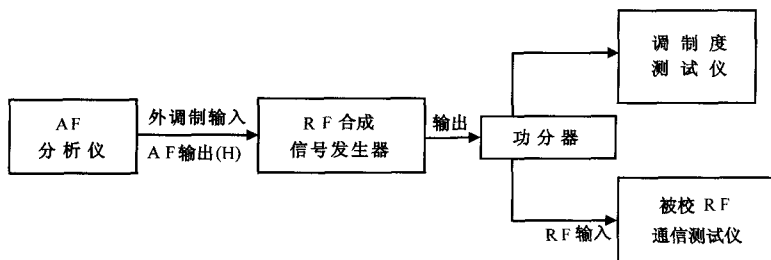 AF
分析仪
外调制输入
AF输出(H)
RF合成
信号发生器
输出
功分器
调制度
测试仪
RF输入
被校RF
通信测试仪